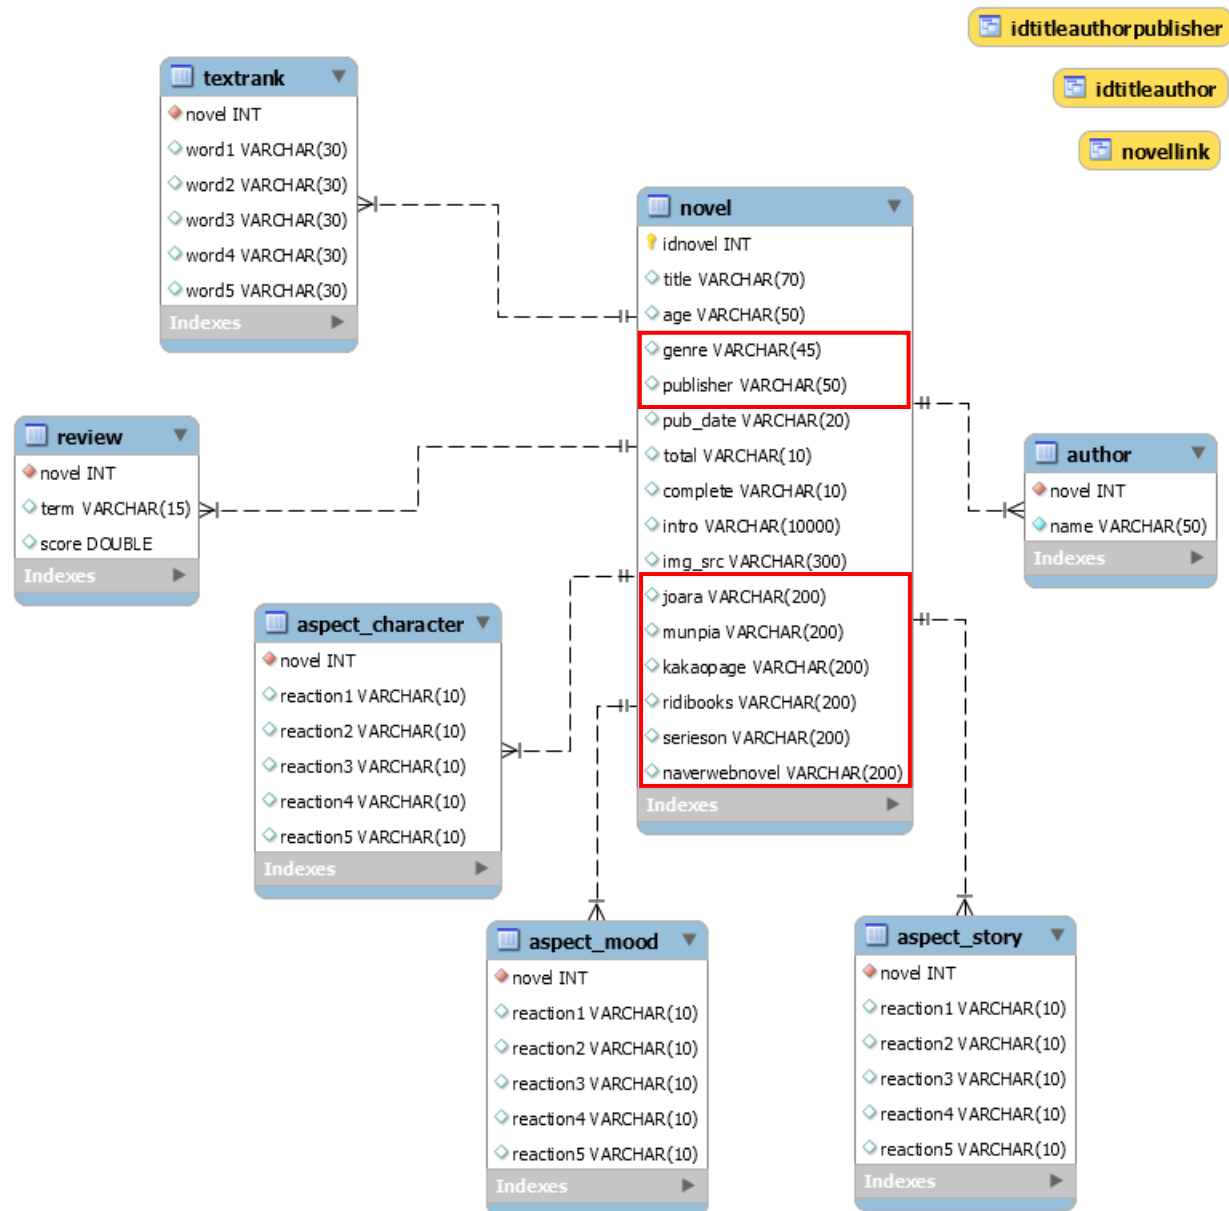 idtitleauthorpublisher
idtitleauthor
novellink
textrank
novel INT
word1 VARCHAR(30)
word2 VARCHAR(30)
word3 VARCHAR(30)
word4 VARCHAR(30)
word5 VARCHAR(30)
Indexes
novel
idnovel INT
title VARCHAR(70)
age VARCHAR(50)
genre VARCHAR(45)
publisher VARCHAR(50)
pub_date VARCHAR(20)
total VARCHAR(10)
complete VARCHAR(10)
intro VARCHAR(10000)
img_src VARCHAR(300)
joara VARCHAR(200)
munpia VARCHAR(200)
kakaopage VARCHAR(200)
ridibooks VARCHAR(200)
serieson VARCHAR(200)
naverwebnovel VARCHAR(200)
Indexes
review
novel INT
term VARCHAR(15)
score DOUBLE
Indexes
author
novel INT
name VARCHAR(50)
Indexes
aspect_character
novel INT
reaction1 VARCHAR(10)
reaction2 VARCHAR(10)
reaction3 VARCHAR(10)
reaction4 VARCHAR(10)
reaction5 VARCHAR(10)
Indexes
aspect_mood
novel INT
reaction1 VARCHAR(10)
reaction2 VARCHAR(10)
reaction3 VARCHAR(10)
reaction4 VARCHAR(10)
reaction5 VARCHAR(10)
Indexes
aspect_story
novel INT
reaction1 VARCHAR(10)
reaction2 VARCHAR(10)
reaction3 VARCHAR(10)
reaction4 VARCHAR(10)
reaction5 VARCHAR(10)
Indexes